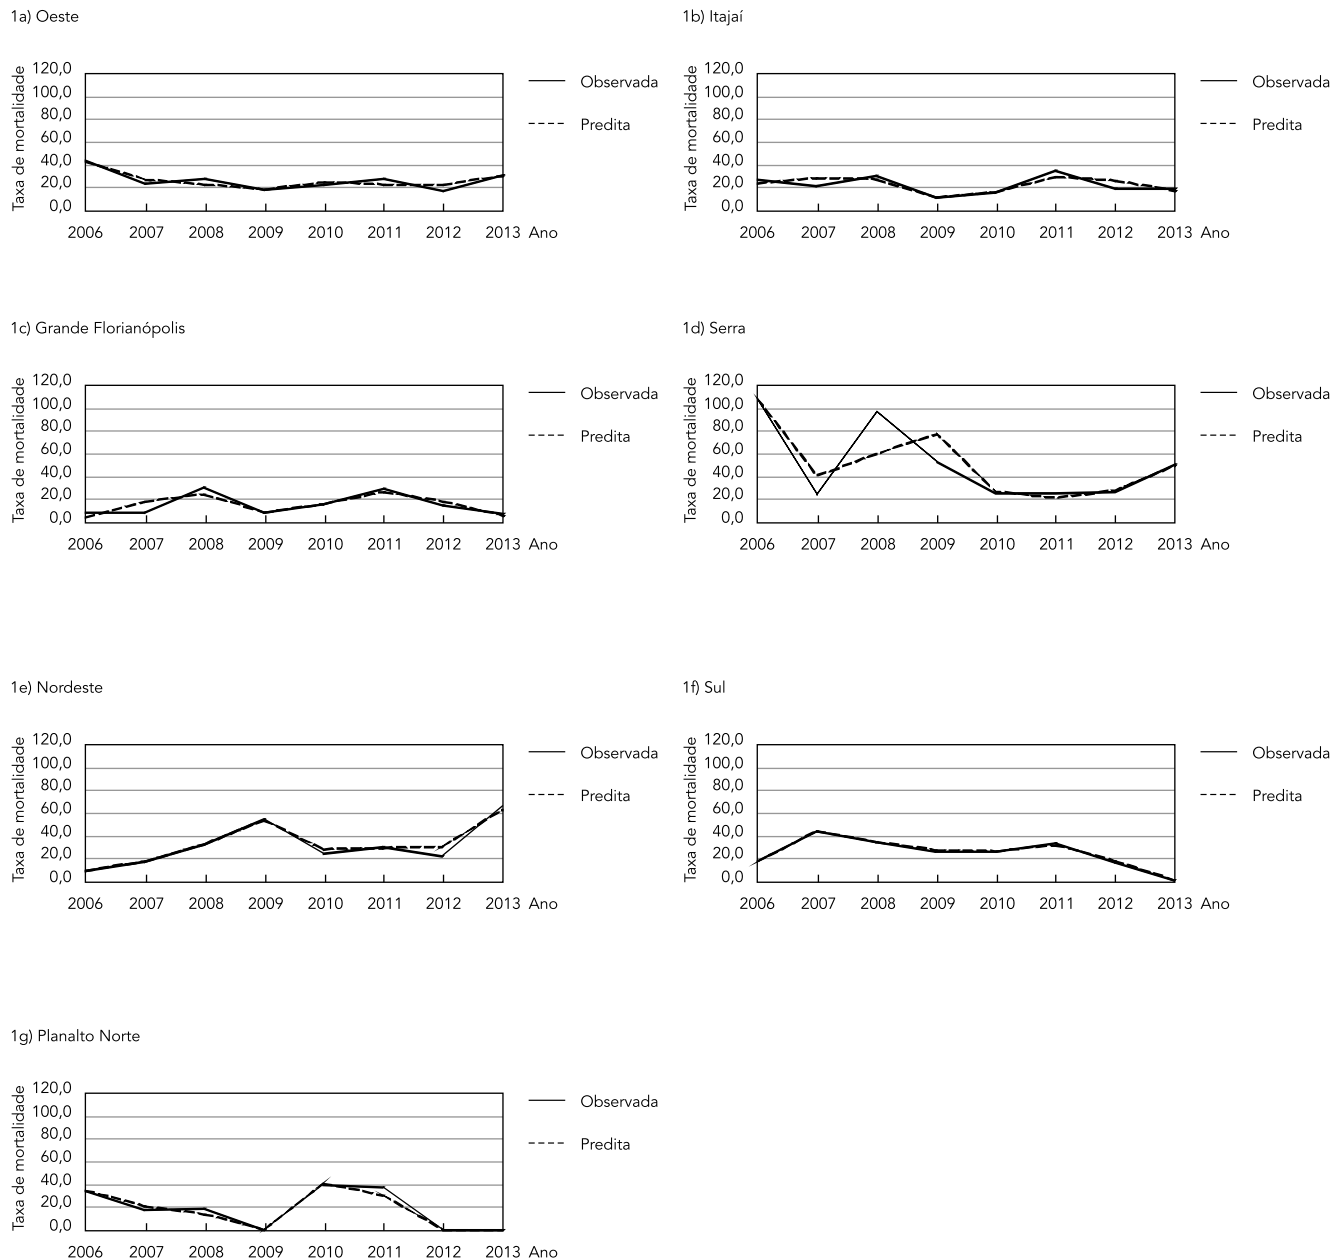 1a) Oeste
Taxa de mortalidade
120,0
100,0
80,0
60,0
40,0
20,0
0,0
2006 2007 2008 2009 2010 2011 2012 2013 Ano
Observada
Predita
1b) Itajaí
Taxa de mortalidade
120,0
100,0
80,0
60,0
40,0
20,0
0,0
2006 2007 2008 2009 2010 2011 2012 2013 Ano
Observada
Predita
1c) Grande Florianópolis
Taxa de mortalidade
120,0
100,0
80,0
60,0
40,0
20,0
0,0
2006 2007 2008 2009 2010 2011 2012 2013 Ano
Observada
Predita
1d) Serra
Taxa de mortalidade
120,0
100,0
80,0
60,0
40,0
20,0
0,0
2006 2007 2008 2009 2010 2011 2012 2013 Ano
Observada
Predita
1e) Nordeste
Taxa de mortalidade
120,0
100,0
80,0
60,0
40,0
20,0
0,0
2006 2007 2008 2009 2010 2011 2012 2013 Ano
Observada
Predita
1f) Sul
Taxa de mortalidade
120,0
100,0
80,0
60,0
40,0
20,0
0,0
2006 2007 2008 2009 2010 2011 2012 2013 Ano
Observada
Predita
1g) Planalto Norte
Taxa de mortalidade
120,0
100,0
80,0
60,0
40,0
20,0
0,0
2006 2007 2008 2009 2010 2011 2012 2013 Ano
Observada
Predita